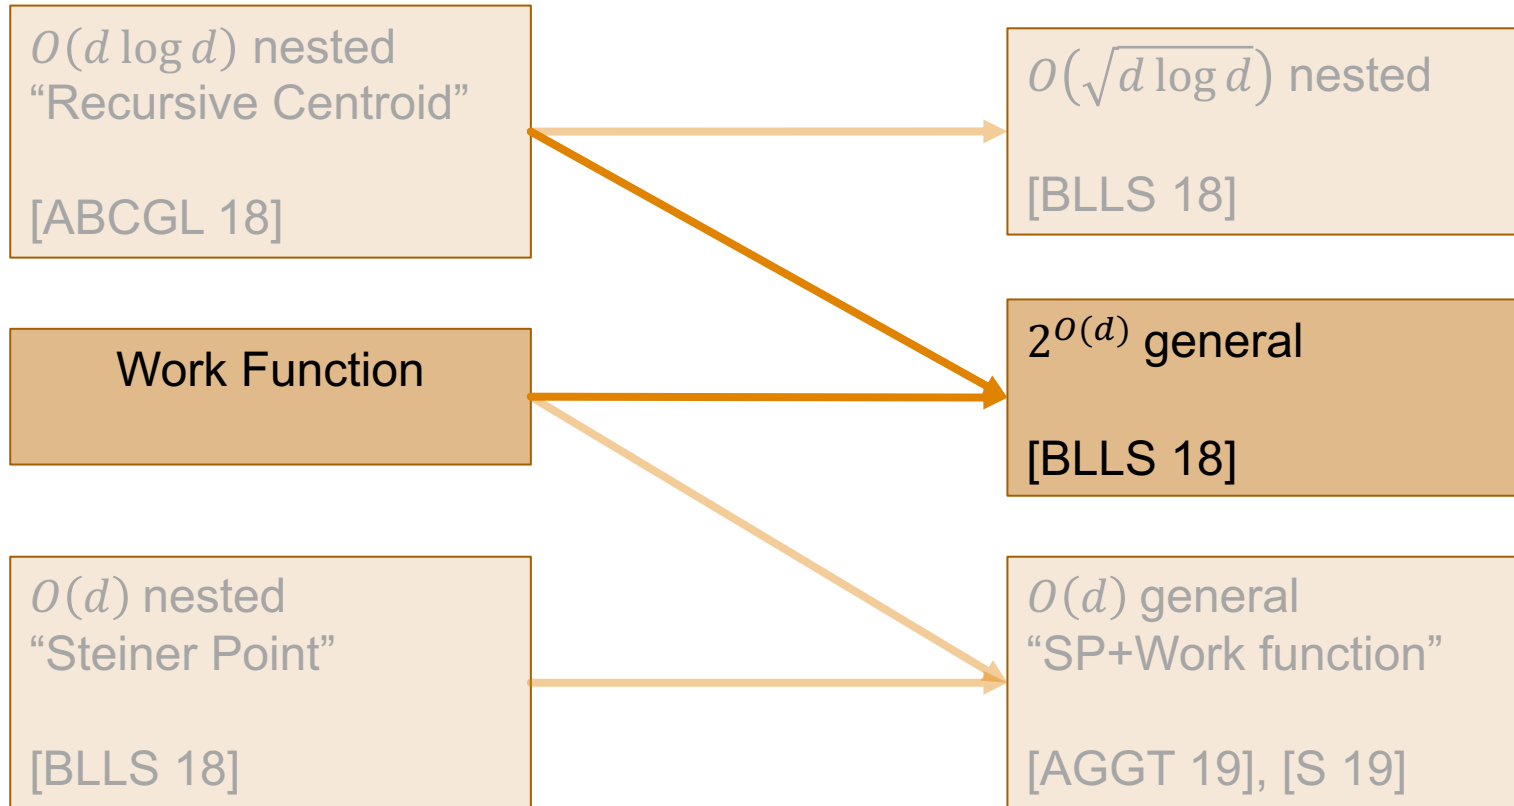 O(d log d) nested
“Recursive Centroid”
[ABCGL 18]
Work Function
O(d) nested
“Steiner Point”
[BLLS 18]
O(√(d log d)) nested
[BLLS 18]
2^{O(d)} general
[BLLS 18]
O(d) general
“SP+Work function”
[AGGT 19], [S 19]